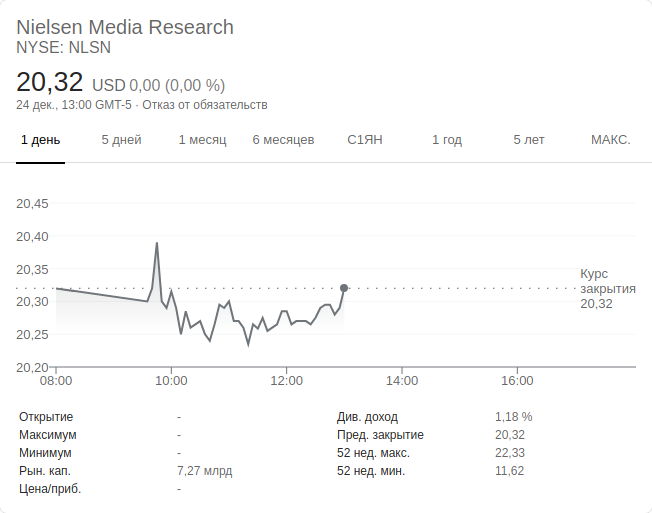 Nielsen Media Research
NYSE: NLSN
20,32 USD 0,00 (0,00 %)
24 дек., 13:00 GMT-5 · Отказ от обязательств
1 день 5 дней 1 месяц 6 месяцев С1ЯН 1 год 5 лет МАКС.
20,45
20,40
20,35
20,30
20,25
20,20
Курс
закрытия
20,32
08:00 10:00 12:00 14:00 16:00
Открытие - Див. доход 1,18 %
Максимум - Пред. закрытие 20,32
Минимум - 52 нед. макс. 22,33
Рын. кап. 7,27 млрд 52 нед. мин. 11,62
Цена/приб. -